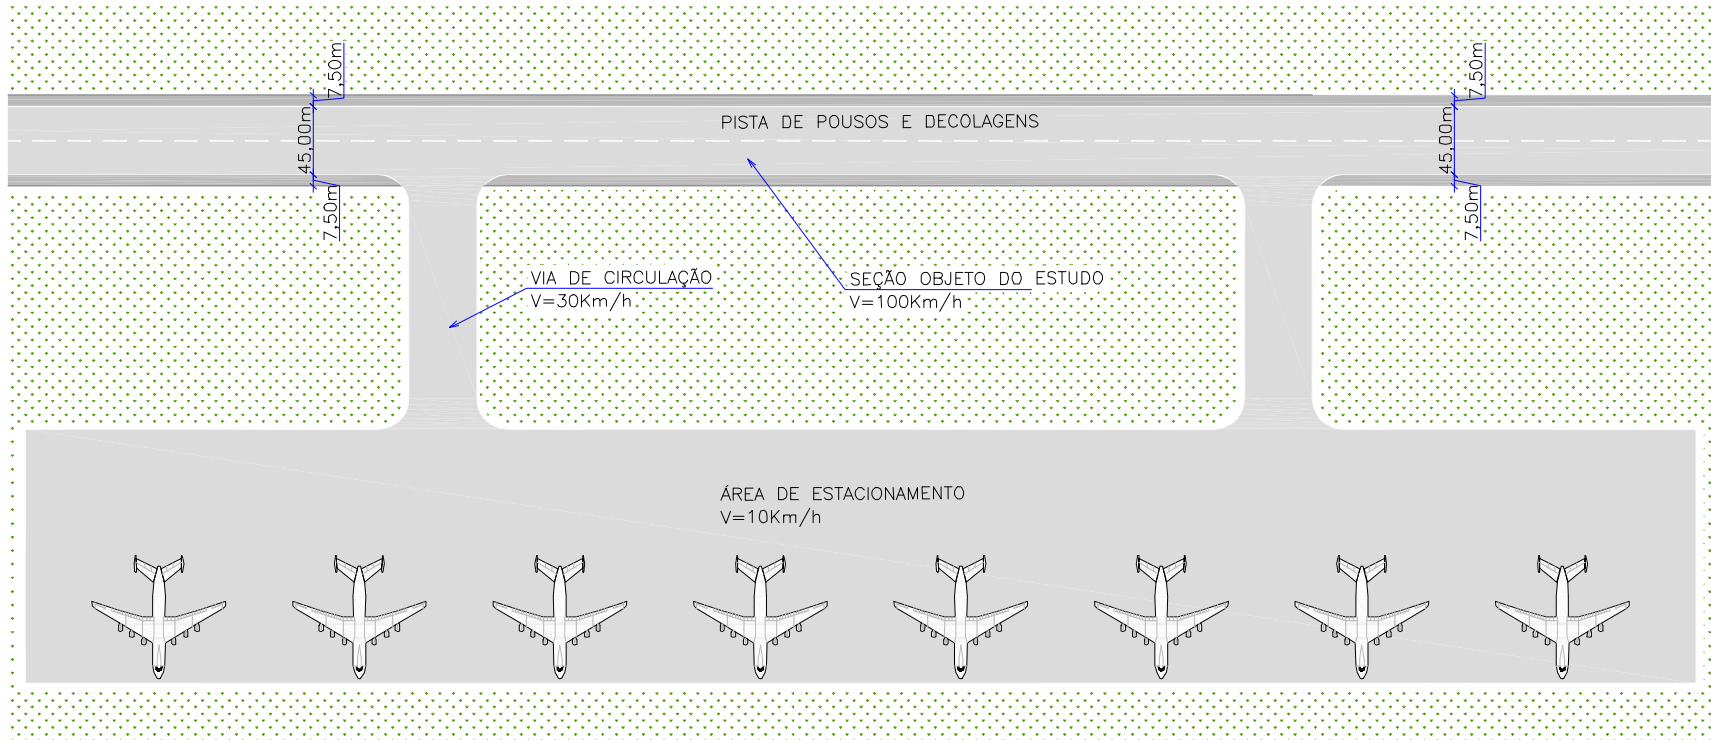 7,50m
7,50m
45,00m
PISTA DE POUSOS E DECOLAGENS
45,00m
7,50m
7,50m
VIA DE CIRCULAÇÃO
V=30Km/h
SEÇÃO OBJETO DO ESTUDO
V=100Km/h
ÁREA DE ESTACIONAMENTO
V=10Km/h